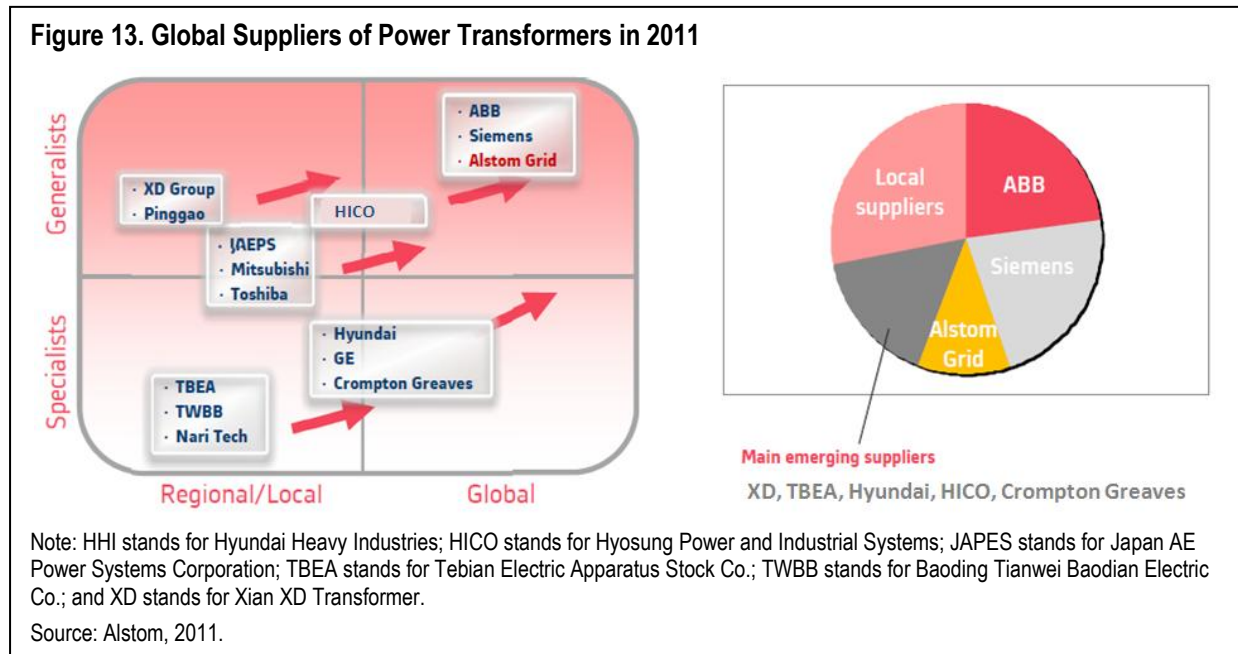 Figure 13. Global Suppliers of Power Transformers in 2011
Generalists
Specialists
· XD Group
· Pinggao
· JAEPS
· Mitsubishi
· Toshiba
HICO
· ABB
· Siemens
· Alstom Grid
· TBEA
· TWBB
· Nari Tech
· Hyundai
· GE
· Crompton Greaves
Regional/Local
Global
Local
suppliers
ABB
Siemens
Alstom
Grid
Main emerging suppliers
XD, TBEA, Hyundai, HICO, Crompton Greaves
Note: HHI stands for Hyundai Heavy Industries; HICO stands for Hyosung Power and Industrial Systems; JAPES stands for Japan AE
Power Systems Corporation; TBEA stands for Tebian Electric Apparatus Stock Co.; TWBB stands for Baoding Tianwei Baodian Electric
Co.; and XD stands for Xian XD Transformer.
Source: Alstom, 2011.